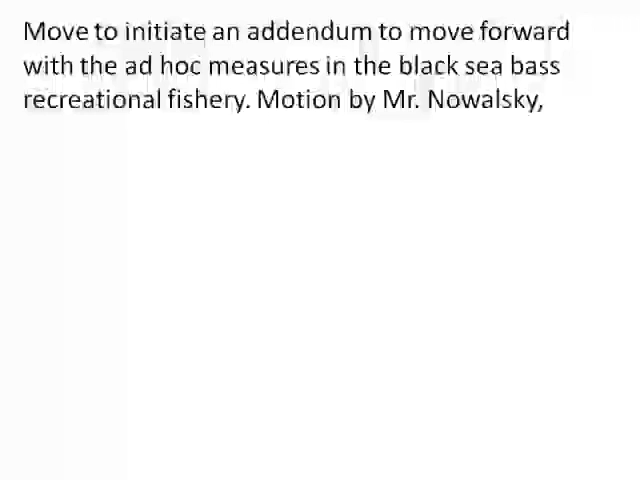 Move to initiate an addendum to move forward
with the ad hoc measures in the black sea bass
recreational fishery. Motion by Mr. Nowalsky,